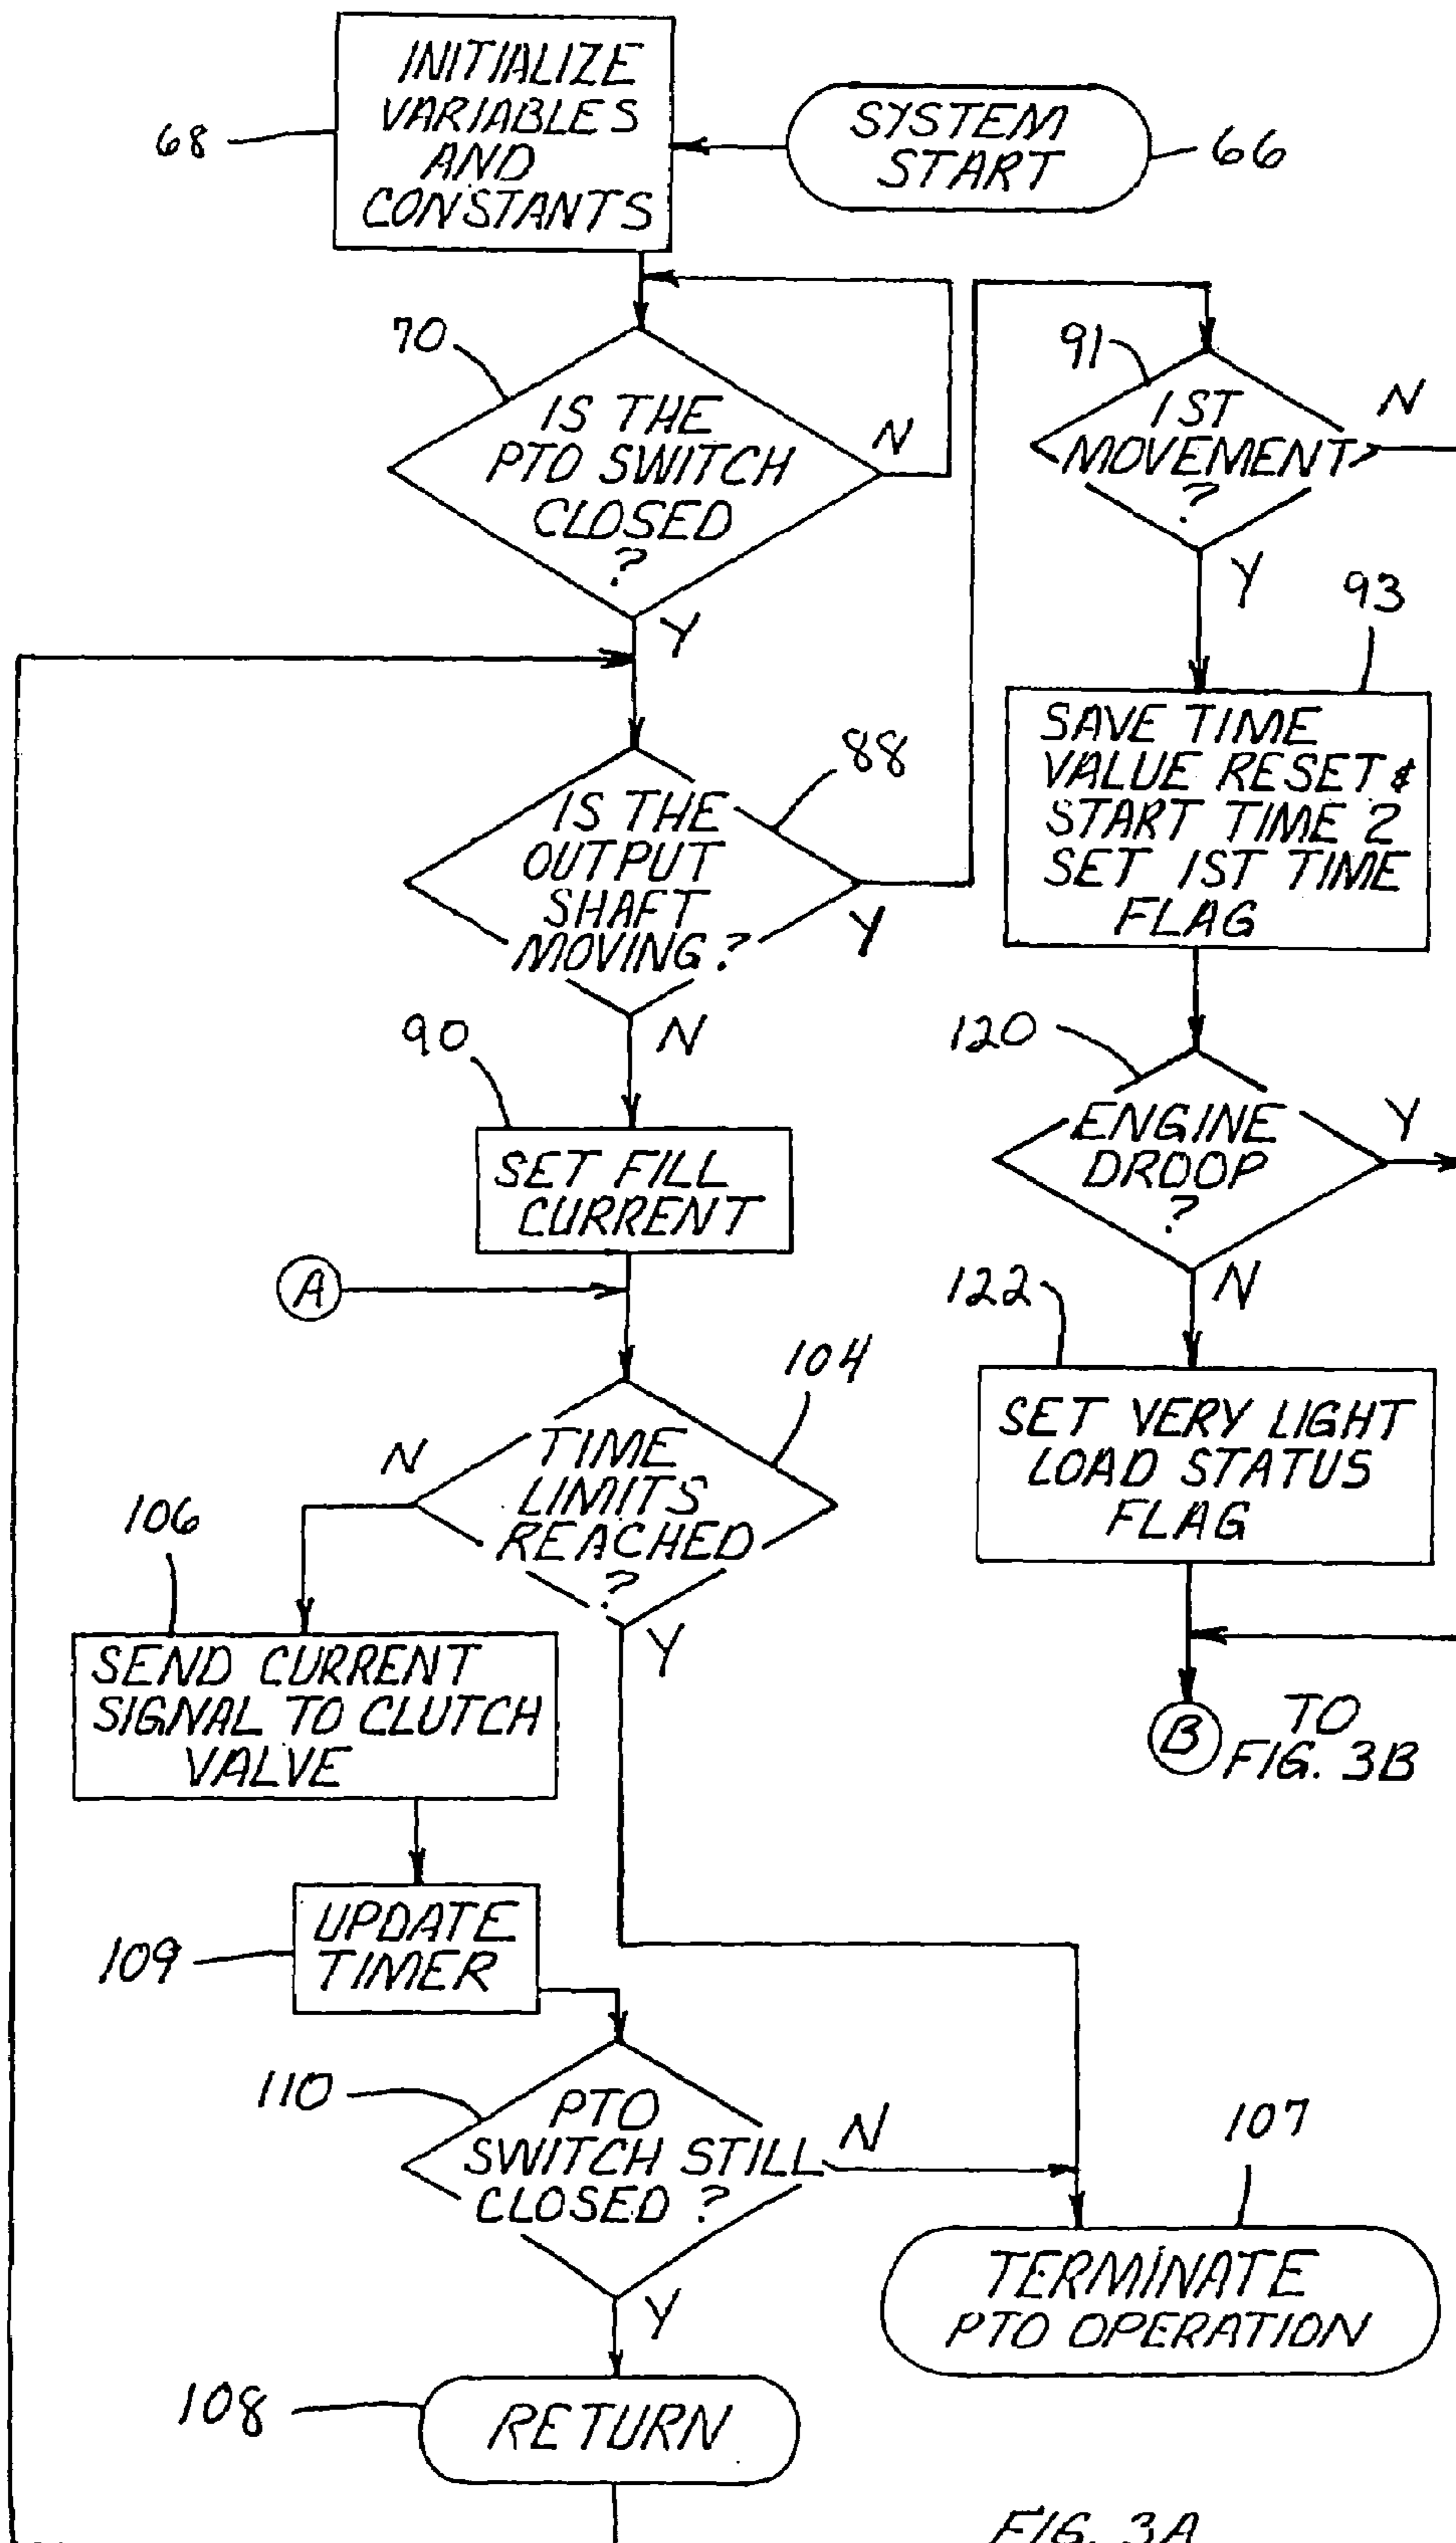 INITIALIZE
VARIABLES
AND
CONSTANTS
68
SYSTEM
START
66
70
IS THE
PTO SWITCH
CLOSED
?
N
Y
91
1ST
MOVEMENT
?
N
Y
93
SAVE TIME
VALUE RESET &
START TIME 2
SET 1ST TIME
FLAG
88
IS THE
OUTPUT
SHAFT
MOVING ?
Y
N
90
SET FILL
CURRENT
A
120
ENGINE
DROOP
?
Y
N
122
SET VERY LIGHT
LOAD STATUS
FLAG
B
TO
FIG. 3B
104
TIME
LIMITS
REACHED
?
N
Y
106
SEND CURRENT
SIGNAL TO CLUTCH
VALVE
109
UPDATE
TIMER
110
PTO
SWITCH STILL
CLOSED ?
N
Y
107
TERMINATE
PTO OPERATION
108
RETURN
FIG. 3A